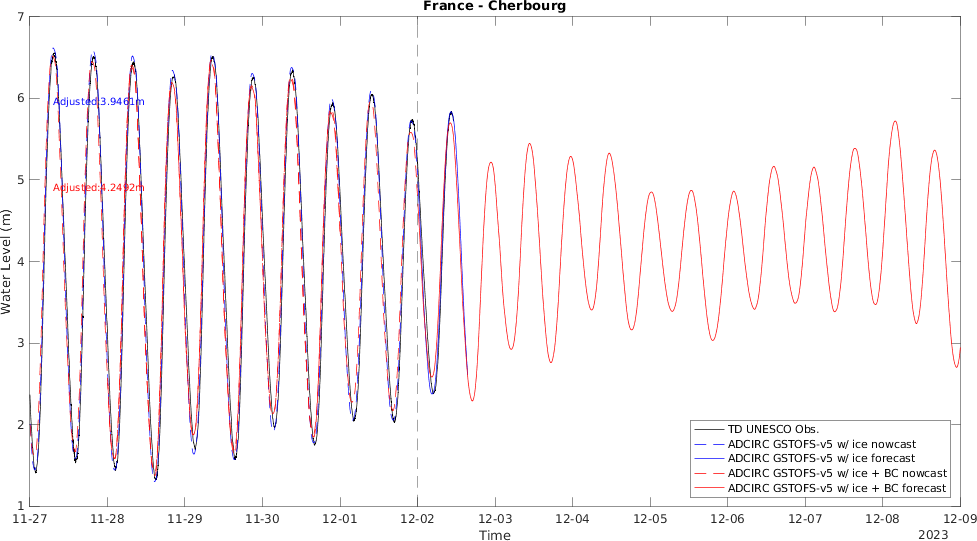 France - Cherbourg
7
6
5
4
3
2
1
Water Level (m)
Adjusted:3.9461m
Adjusted:4.2492m
TD UNESCO Obs.
ADCIRC GSTOFS-v5 w/ ice nowcast
ADCIRC GSTOFS-v5 w/ ice forecast
ADCIRC GSTOFS-v5 w/ ice + BC nowcast
ADCIRC GSTOFS-v5 w/ ice + BC forecast
11-27 11-28 11-29 11-30 12-01 12-02 12-03 12-04 12-05 12-06 12-07 12-08 12-09
Time
2023